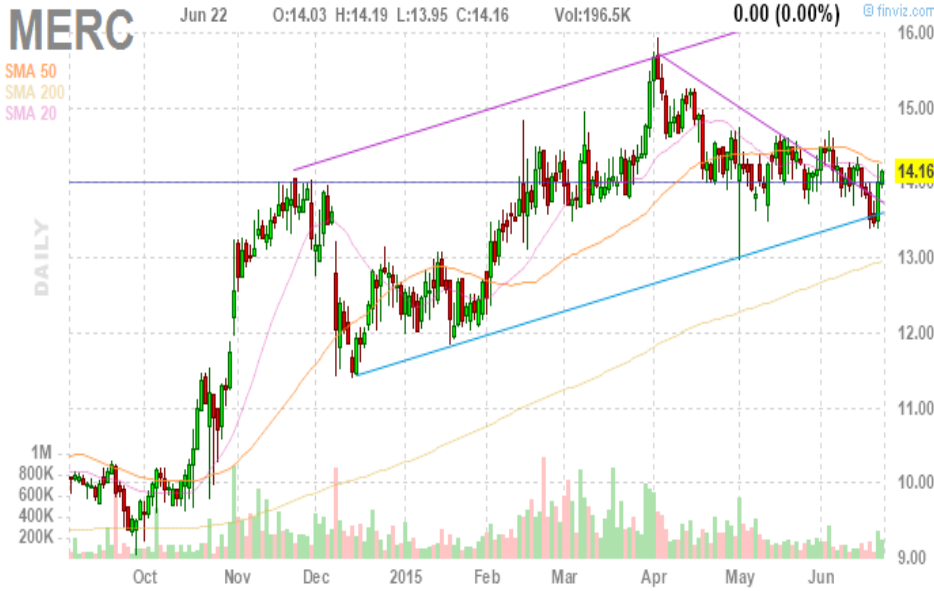 MERC Jun 22 O:14.03 H:14.19 L:13.95 C:14.16 Vol:196.5K 0.00 (0.00%) © finviz.com
SMA 50
SMA 200
SMA 20
16.00
15.00
14.16
14.00
13.00
12.00
11.00
10.00
9.00
DAILY
1M
800K
600K
400K
200K
Oct Nov Dec 2015 Feb Mar Apr May Jun